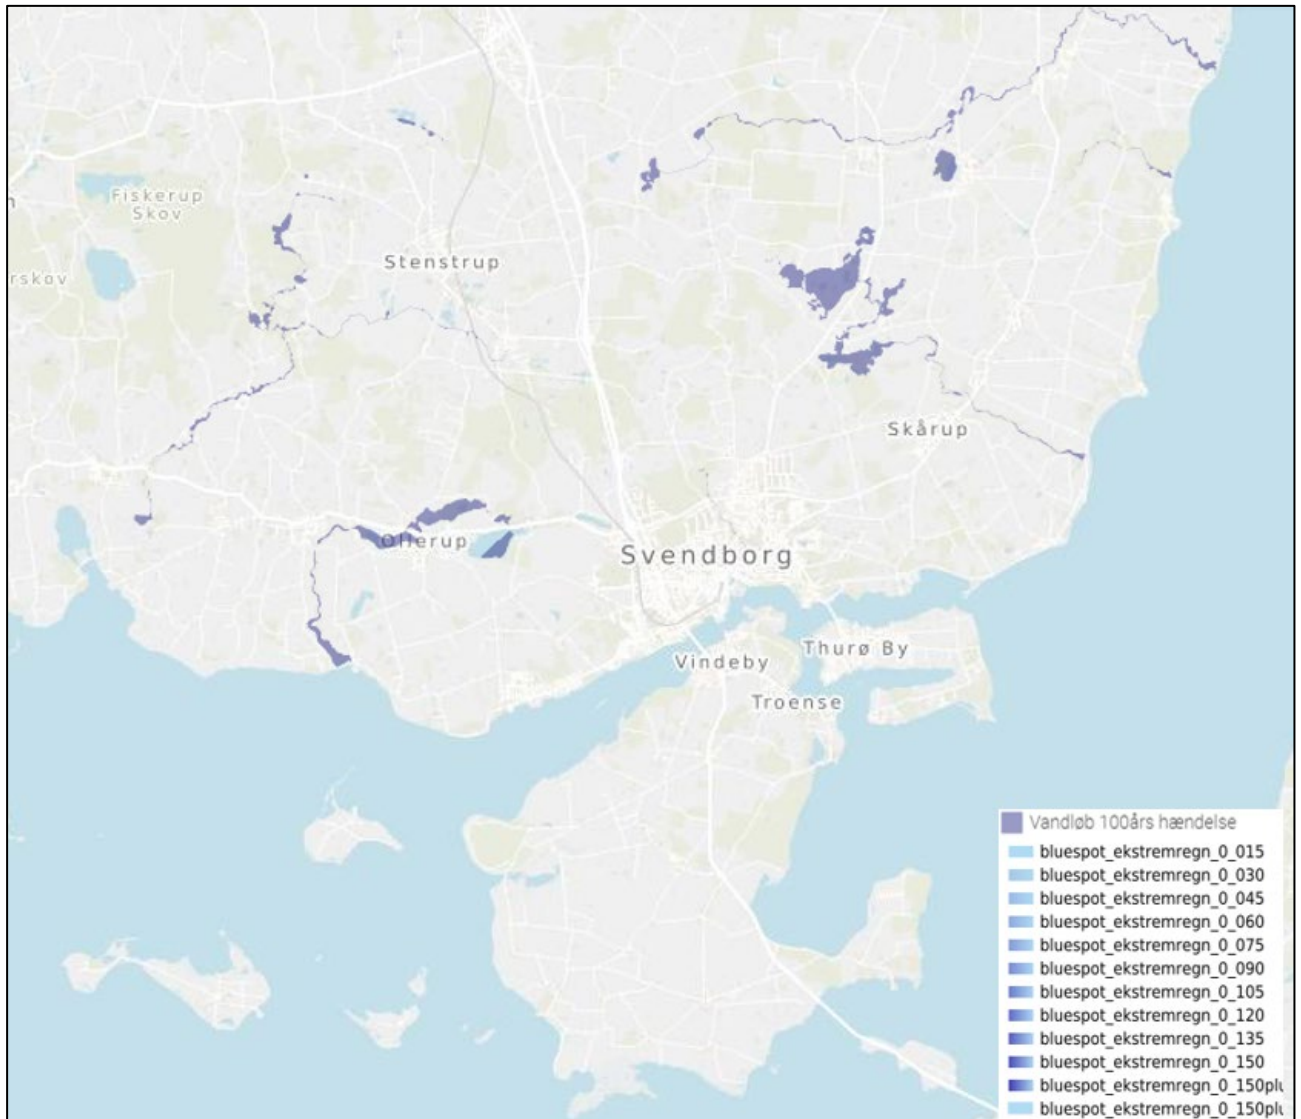 n
Fiskerup
Skov
Stenstrup
rskov
Skårup
Ollerup
Svendborg
Vindeby
Thurø By
Troense
Vandløb 100års hændelse
bluespot_ekstremregn_0_015
bluespot_ekstremregn_0_030
bluespot_ekstremregn_0_045
bluespot_ekstremregn_0_060
bluespot_ekstremregn_0_075
bluespot_ekstremregn_0_090
bluespot_ekstremregn_0_105
bluespot_ekstremregn_0_120
bluespot_ekstremregn_0_135
bluespot_ekstremregn_0_150
bluespot_ekstremregn_0_150plu
bluespot_ekstremregn_0_150plu